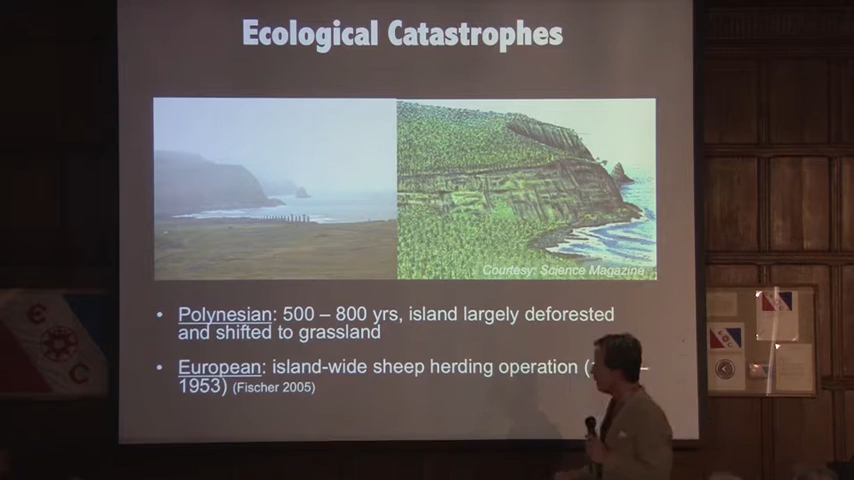 Ecological Catastrophes
Courtesy: Science Magazine
• Polynesian: 500 – 800 yrs, island largely deforested
and shifted to grassland
• European: island-wide sheep herding operation (
1953) (Fischer 2005)
E
C